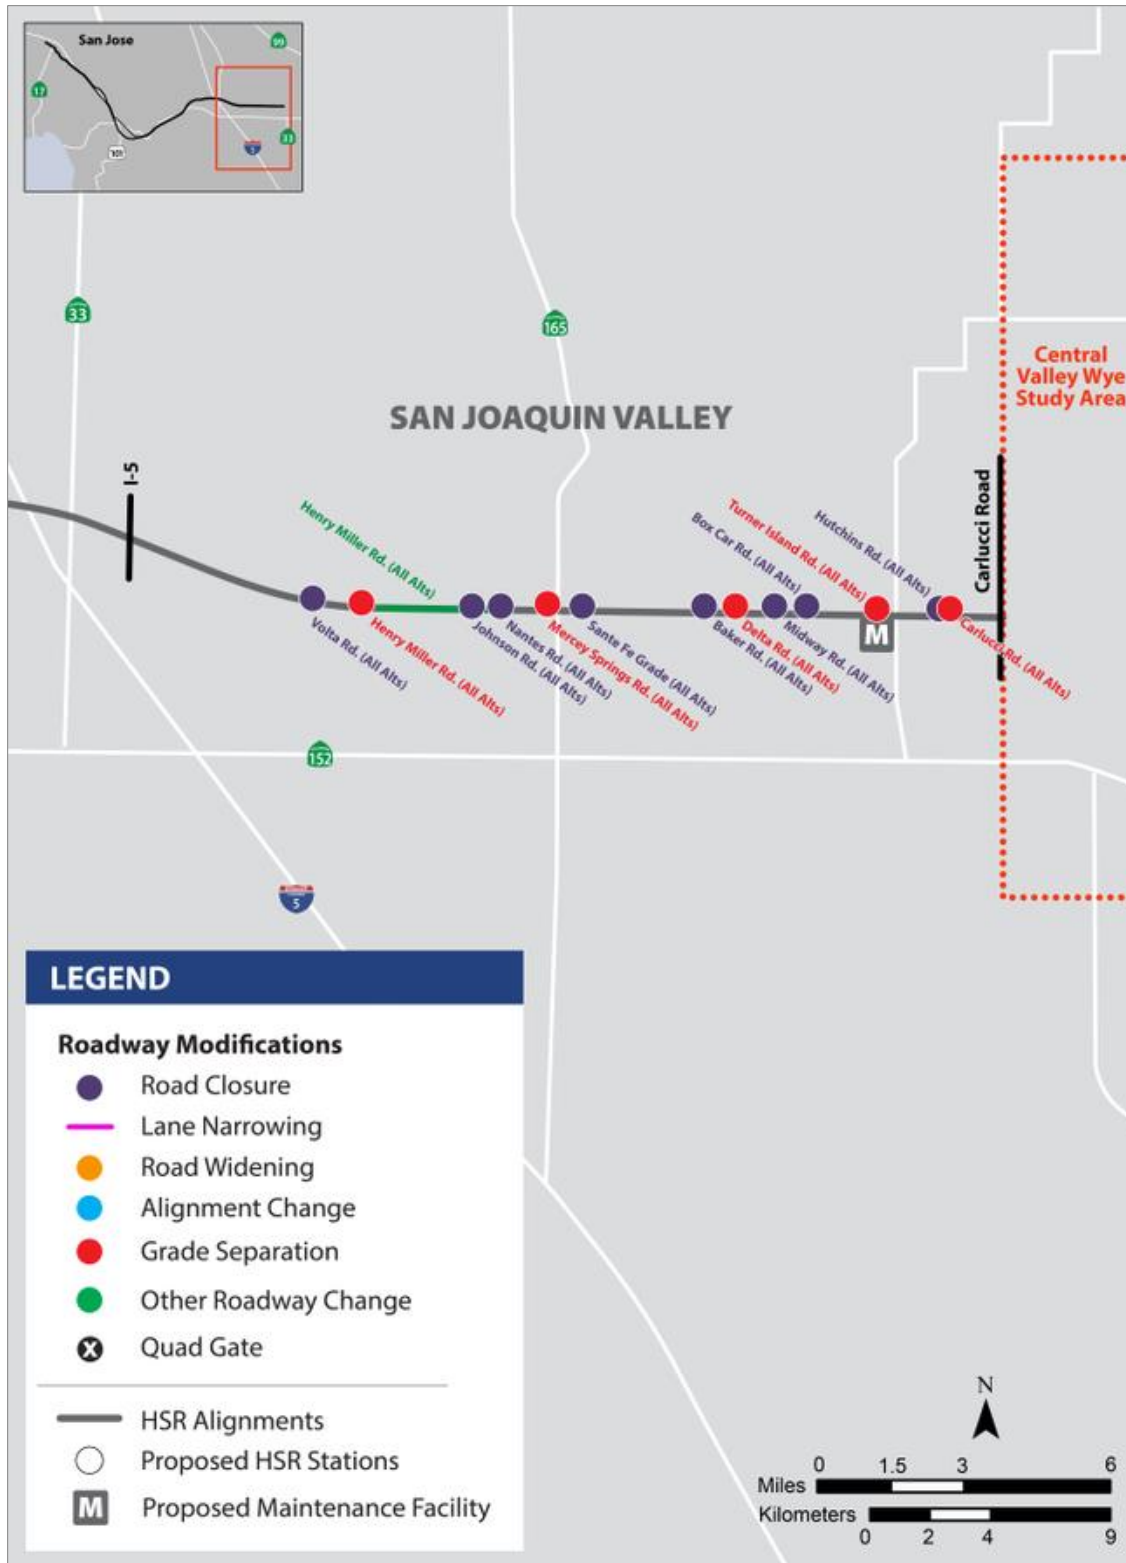 San Jose
99
17
101
5
33
33
165
Central
Valley Wye
Study Area
SAN JOAQUIN VALLEY
I-5
Carlucci Road
Henry Miller Rd. (All Alts)
Box Car Rd. (All Alts)
Turner Island Rd. (All Alts)
Hutchins Rd. (All Alts)
Volta Rd. (All Alts)
Henry Miller Rd. (All Alts)
Johnson Rd. (All Alts)
Nantes Rd. (All Alts)
Mercey Springs Rd. (All Alts)
Sante Fe Grade (All Alts)
Baker Rd. (All Alts)
Delta Rd. (All Alts)
Midway Rd. (All Alts)
M
Carlucci Rd. (All Alts)
152
5
LEGEND
Roadway Modifications
Road Closure
Lane Narrowing
Road Widening
Alignment Change
Grade Separation
Other Roadway Change
X Quad Gate
HSR Alignments
Proposed HSR Stations
M Proposed Maintenance Facility
N
0 1.5 3 6
Miles
Kilometers
0 2 4 9